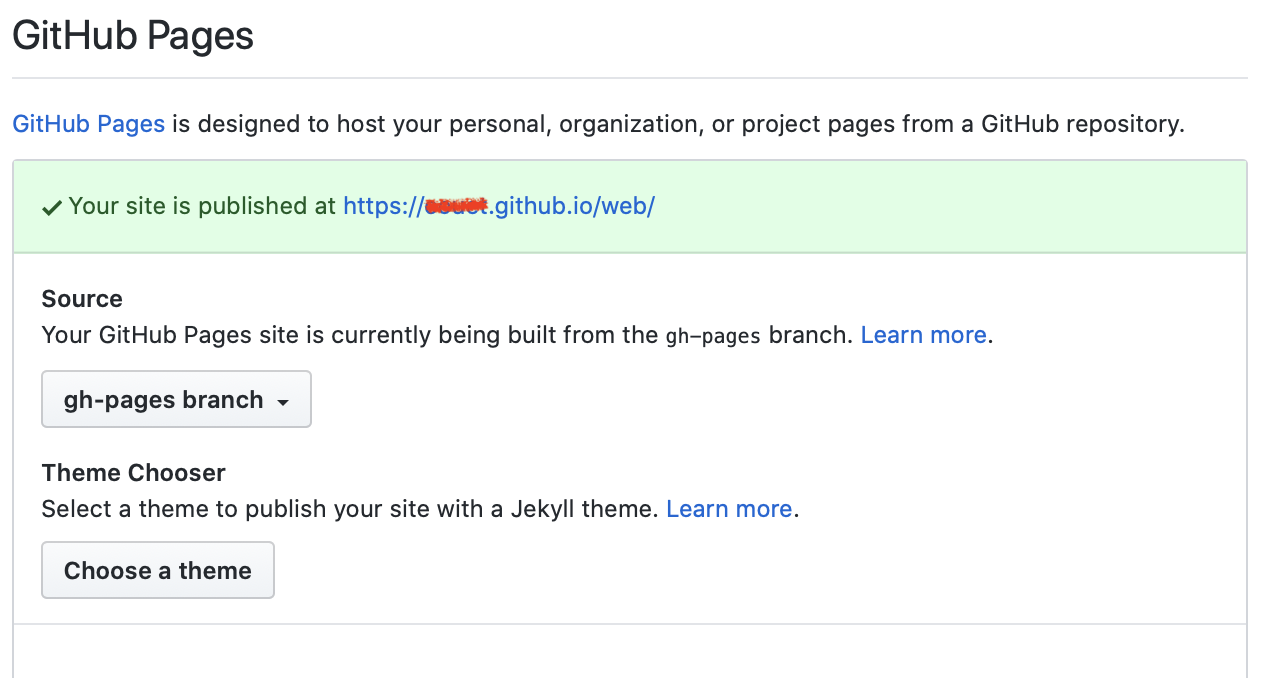 GitHub Pages
GitHub Pages is designed to host your personal, organization, or project pages from a GitHub repository.
Your site is published at https://.github.io/web/
Source
Your GitHub Pages site is currently being built from the gh-pages branch. Learn more.
gh-pages branch
Theme Chooser
Select a theme to publish your site with a Jekyll theme. Learn more.
Choose a theme